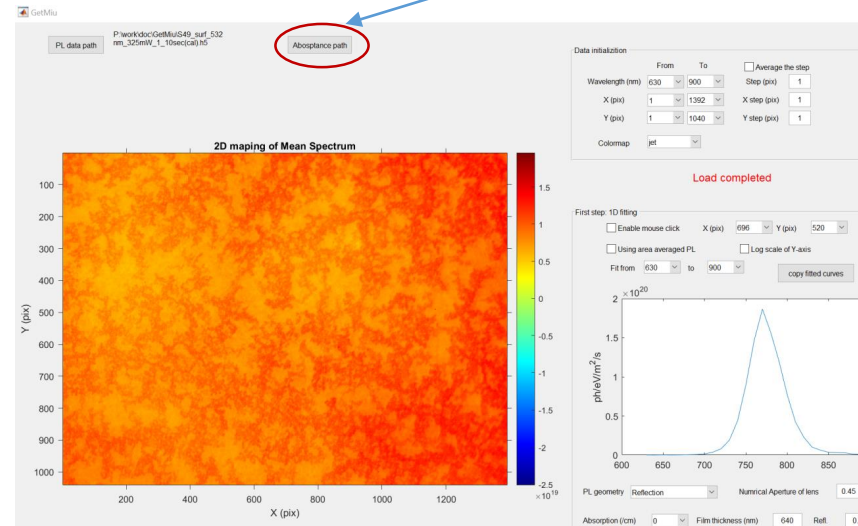 GetMiu
PL data path
P:\work\doc\GetMiu\S49_surf_532
nm_325mW_1_10sec(cal).h5
Abosptance path
Data initializition
From To
Average the step
Wavelength (nm) 630 900 Step (pix) 1
X (pix) 1 1392 X step (pix) 1
Y (pix) 1 1040 Y step (pix) 1
Colormap jet
Load completed
2D maping of Mean Spectrum
100
200
300
400
500
600
700
800
900
1000
Y (pix)
200 400 600 800 1000 1200
X (pix)
1.5
1
0.5
0
-0.5
-1
-1.5
-2
-2.5
×10^19
First step: 1D fitting
Enable mouse click X (pix) 696 Y (pix) 520
Using area averaged PL Log scale of Y-axis
Fit from 630 to 900
copy fitted curves
×10^20
2
1.5
1
0.5
0
ph/eV/m^2/s
600 650 700 750 800 850
PL geometry Reflection Numrical Aperture of lens 0.45
Absorption (/cm) 0 Film thickness (nm) 640 Refl.